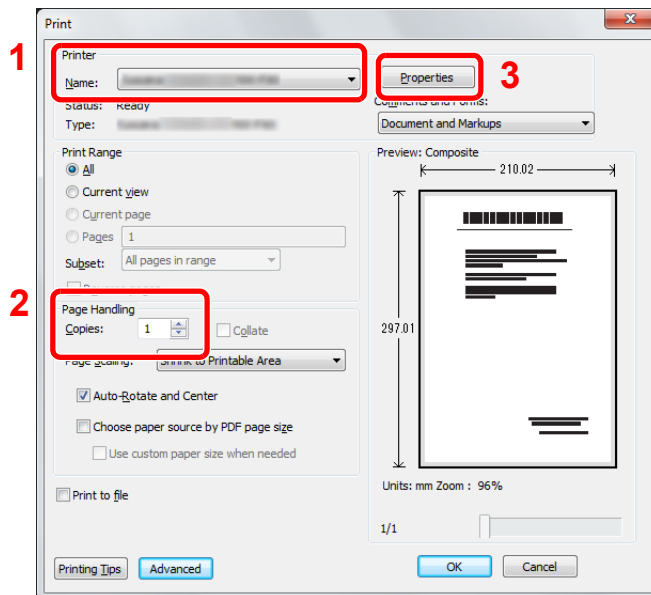 Print
1
Printer
Name:
Properties
3
Status: Ready
Comments and Forms:
Type:
Document and Markups
Print Range
All
Current view
Current page
Pages 1
Subset: All pages in range
Preview: Composite
210.02
297.01
2
Page Handling
Copies: 1 Collate
Page Scaling: Shrink to Printable Area
Auto-Rotate and Center
Choose paper source by PDF page size
Use custom paper size when needed
Print to file
Units: mm Zoom : 96%
1/1
Printing Tips Advanced OK Cancel